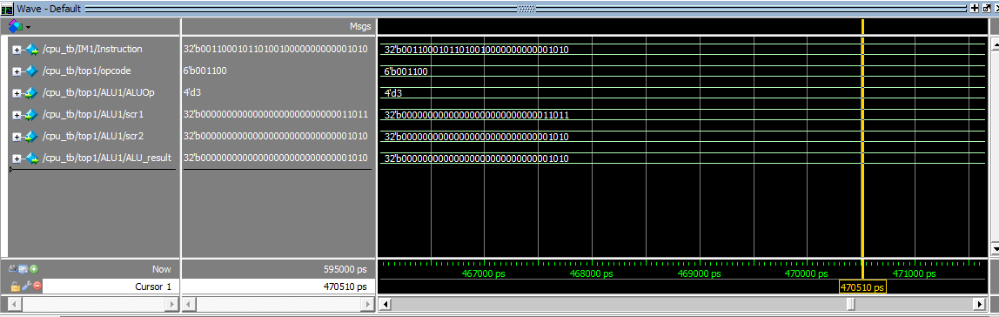 Wave - Default
Msgs
/cpu_tb/IM1/Instruction 32'b00110001011010010000000000001010 32'b00110001011010010000000000001010
/cpu_tb/top1/opcode 6'b001100 6'b001100
/cpu_tb/top1/ALU1/ALUOp 4'd3 4'd3
/cpu_tb/top1/ALU1/scr1 32'b00000000000000000000000000011011 32'b00000000000000000000000000011011
/cpu_tb/top1/ALU1/scr2 32'b00000000000000000000000000001010 32'b00000000000000000000000000001010
/cpu_tb/top1/ALU1/ALU_result 32'b00000000000000000000000000001010 32'b00000000000000000000000000001010
Now 595000 ps 467000 ps 468000 ps 469000 ps 470000 ps 471000 ps
Cursor 1 470510 ps 470510 ps